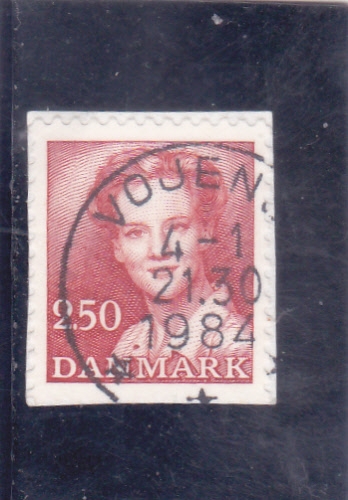 VOJEN
4-1
21.30
1984
2.50
DANMARK